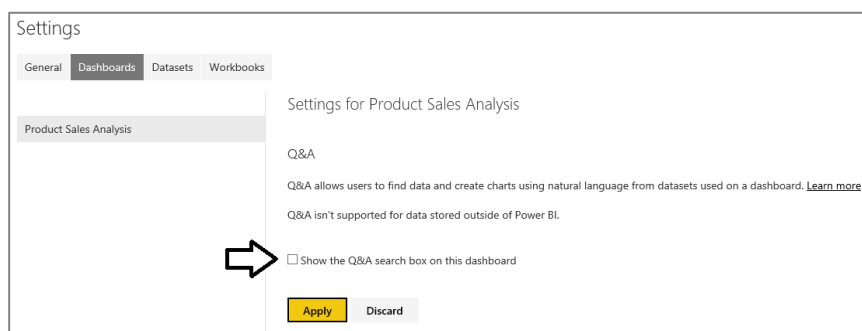 Settings
General Dashboards Datasets Workbooks
Settings for Product Sales Analysis
Product Sales Analysis
Q&A
Q&A allows users to find data and create charts using natural language from datasets used on a dashboard. Learn more
Q&A isn't supported for data stored outside of Power BI.
Show the Q&A search box on this dashboard
Apply Discard